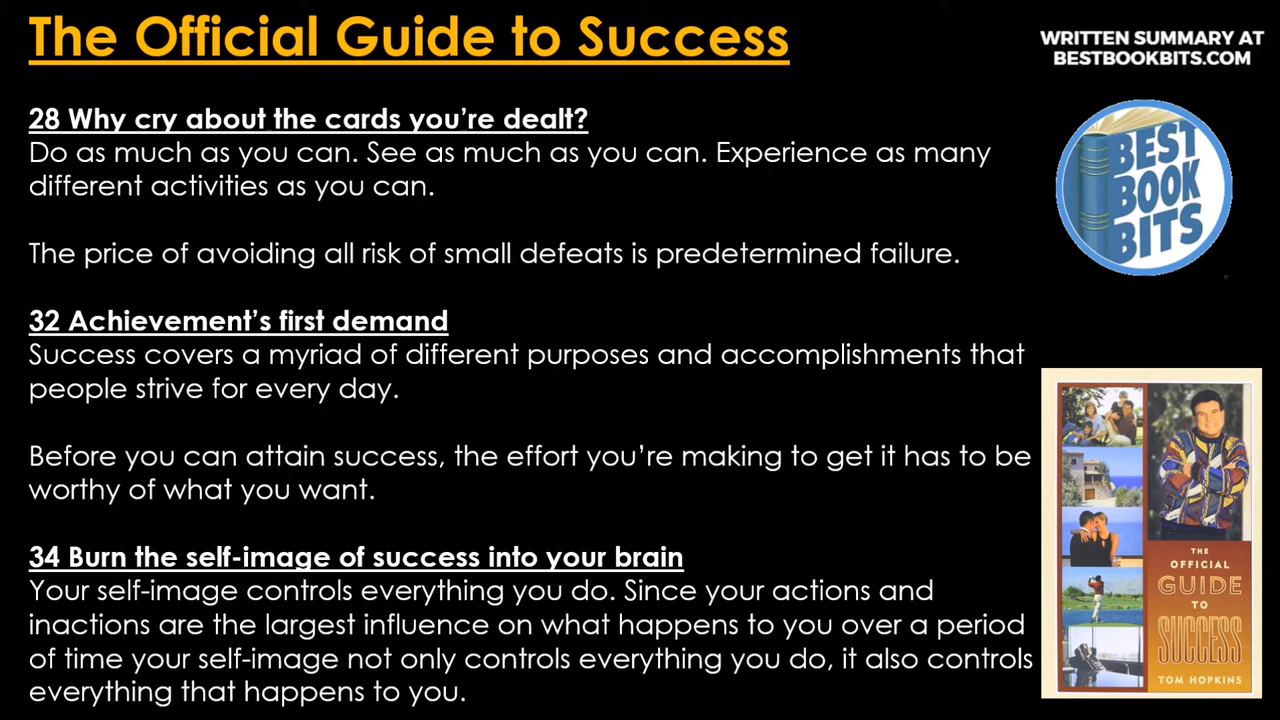 The Official Guide to Success
WRITTEN SUMMARY AT
BESTBOOKBITS.COM
28 Why cry about the cards you're dealt?
Do as much as you can. See as much as you can. Experience as many
different activities as you can.
The price of avoiding all risk of small defeats is predetermined failure.
32 Achievement's first demand
Success covers a myriad of different purposes and accomplishments that
people strive for every day.
Before you can attain success, the effort you're making to get it has to be
worthy of what you want.
34 Burn the self-image of success into your brain
Your self-image controls everything you do. Since your actions and
inactions are the largest influence on what happens to you over a period
of time your self-image not only controls everything you do, it also controls
everything that happens to you.
BEST
BOOK
BITS
THE
OFFICIAL
GUIDE
TO
SUCCESS
TOM HOPKINS